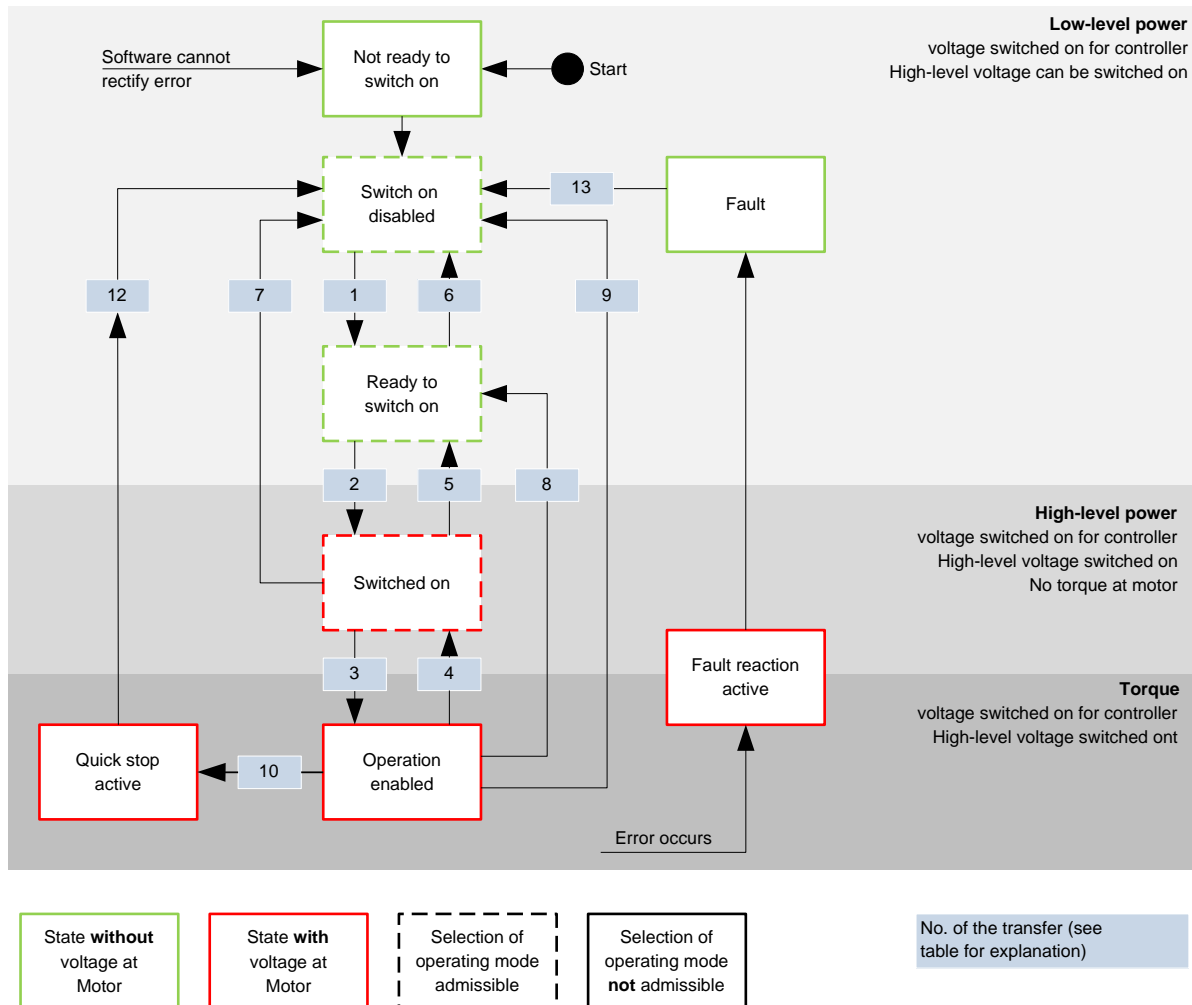 Low-level power
voltage switched on for controller
High-level voltage can be switched on
Software cannot
rectify error
Not ready to
switch on
Start
Switch on
disabled
13
Fault
12
7
1
6
9
Ready to
switch on
2
5
8
High-level power
voltage switched on for controller
High-level voltage switched on
No torque at motor
Switched on
3
4
Fault reaction
active
Torque
voltage switched on for controller
High-level voltage switched ont
Quick stop
active
10
Operation
enabled
Error occurs
State without
voltage at
Motor
State with
voltage at
Motor
Selection of
operating mode
admissible
Selection of
operating mode
not admissible
No. of the transfer (see
table for explanation)